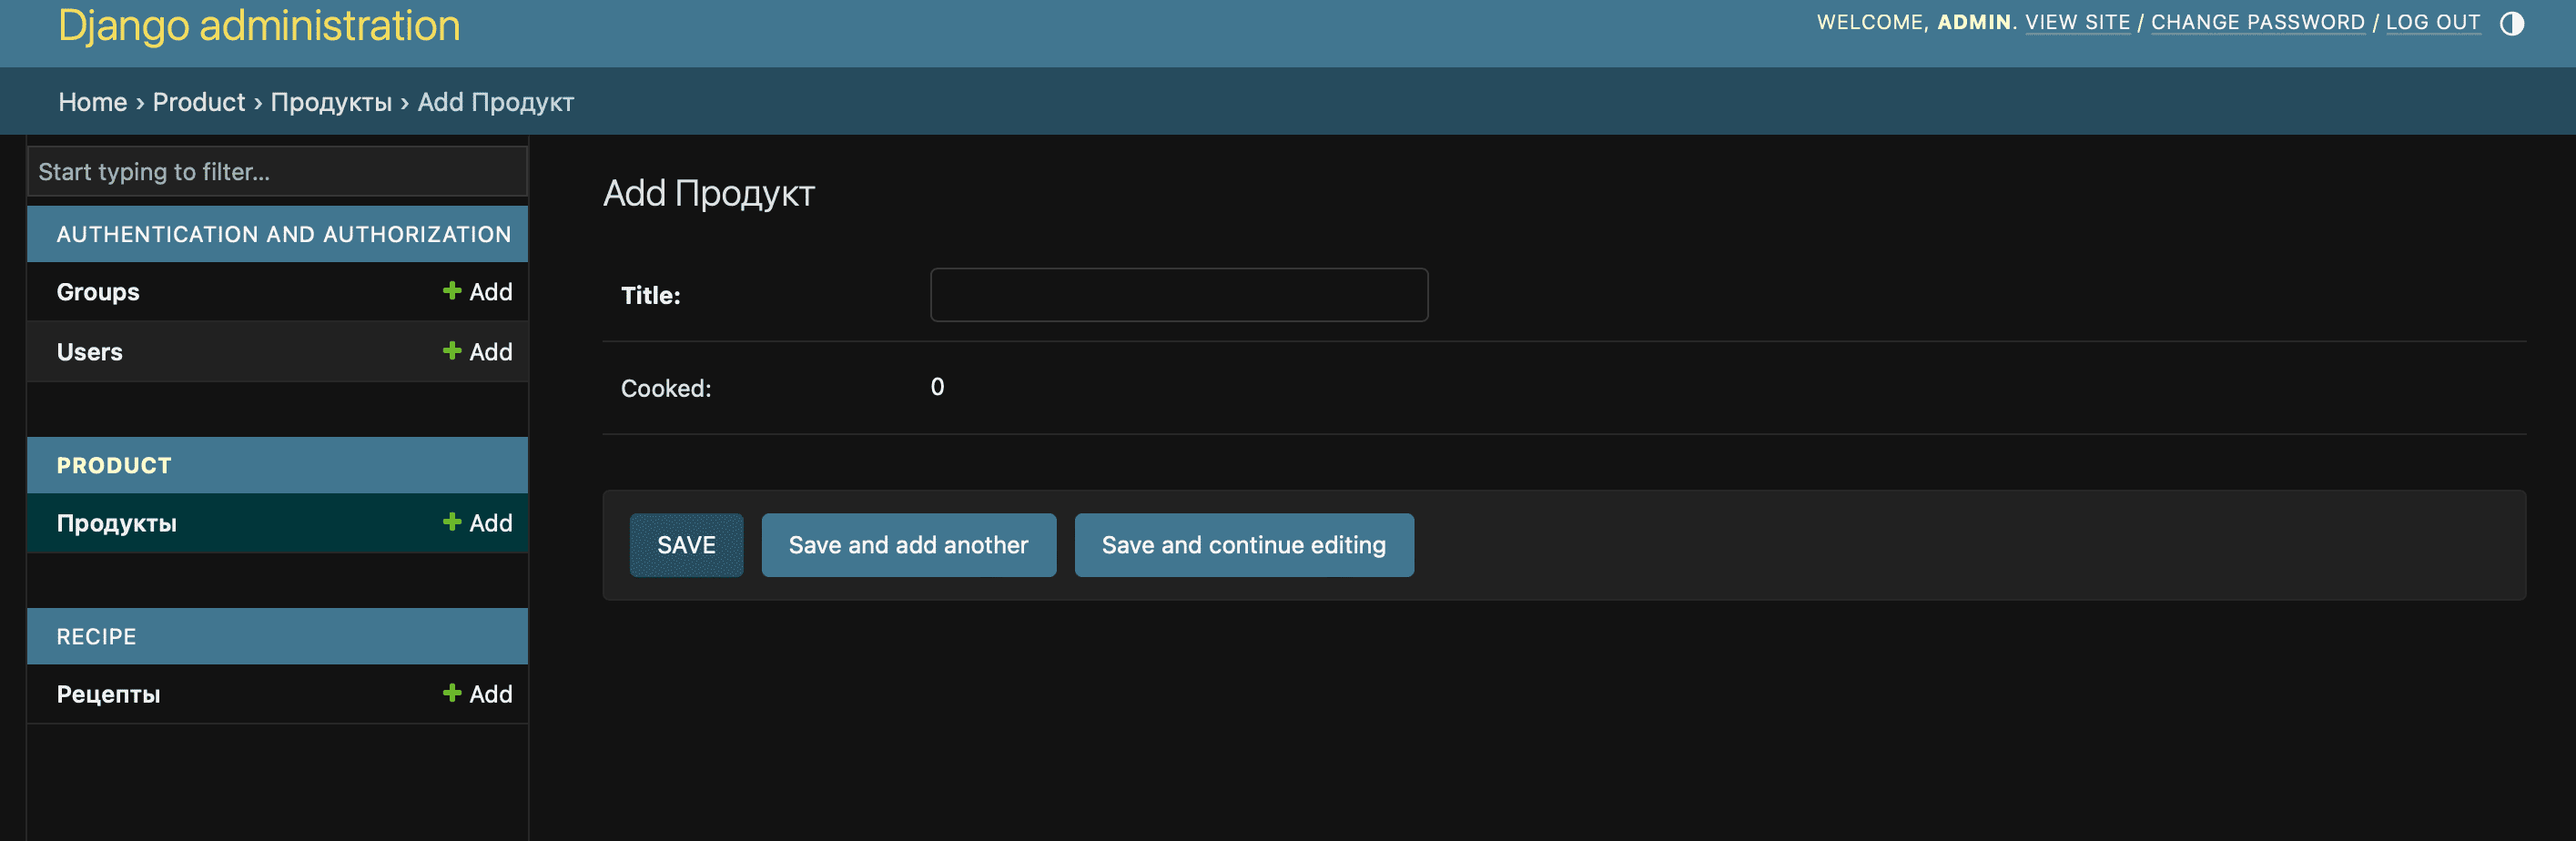 Django administration
WELCOME, ADMIN. VIEW SITE / CHANGE PASSWORD / LOG OUT
Home › Product › Продукты › Add Продукт
Start typing to filter...
AUTHENTICATION AND AUTHORIZATION
Groups + Add
Users + Add
PRODUCT
Продукты + Add
RECIPE
Рецепты + Add
Add Продукт
Title:
Cooked: 0
SAVE Save and add another Save and continue editing